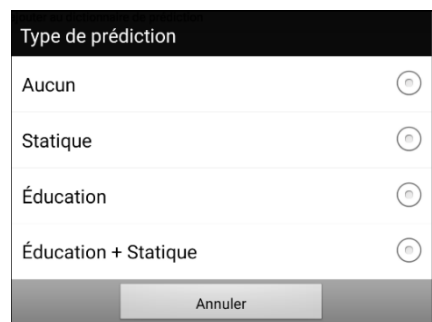 Type de prédiction
Aucun
Statique
Éducation
Éducation + Statique
Annuler